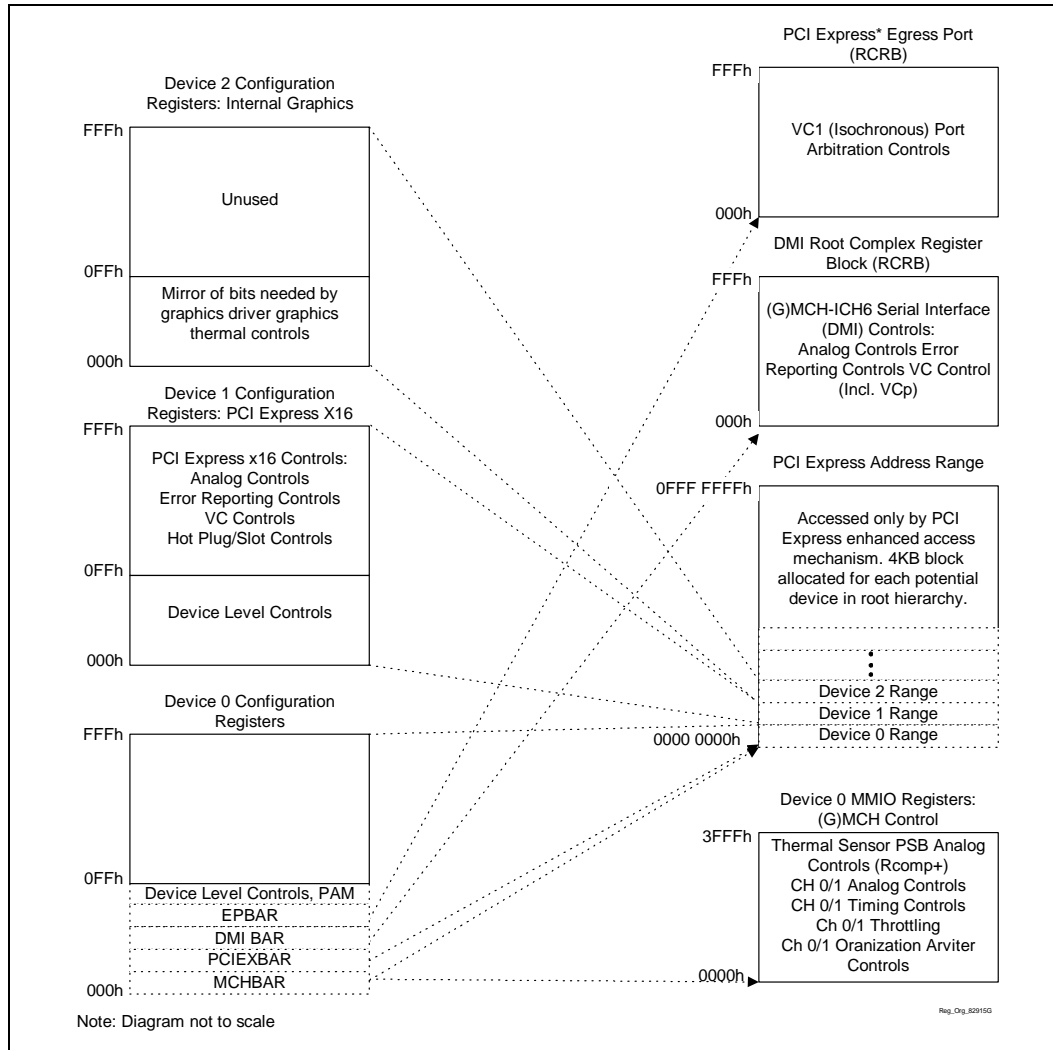 PCI Express* Egress Port
(RCRB)
FFFh
VC1 (Isochronous) Port
Arbitration Controls
000h
Device 2 Configuration
Registers: Internal Graphics
FFFh
Unused
0FFh
Mirror of bits needed by
graphics driver graphics
thermal controls
000h
DMI Root Complex Register
Block (RCRB)
FFFh
(G)MCH-ICH6 Serial Interface
(DMI) Controls:
Analog Controls Error
Reporting Controls VC Control
(Incl. VCp)
000h
Device 1 Configuration
Registers: PCI Express X16
FFFh
PCI Express x16 Controls:
Analog Controls
Error Reporting Controls
VC Controls
Hot Plug/Slot Controls
0FFh
Device Level Controls
000h
PCI Express Address Range
0FFF FFFFh
Accessed only by PCI
Express enhanced access
mechanism. 4KB block
allocated for each potential
device in root hierarchy.
Device 2 Range
Device 1 Range
Device 0 Range
0000 0000h
Device 0 Configuration
Registers
FFFh
0FFh
Device Level Controls, PAM
EPBAR
DMI BAR
PCIEXBAR
MCHBAR
000h
Device 0 MMIO Registers:
(G)MCH Control
3FFFh
Thermal Sensor PSB Analog
Controls (Rcomp+)
CH 0/1 Analog Controls
CH 0/1 Timing Controls
Ch 0/1 Throttling
Ch 0/1 Oranization Arviter
Controls
0000h
Note: Diagram not to scale
Reg_Org_82915G